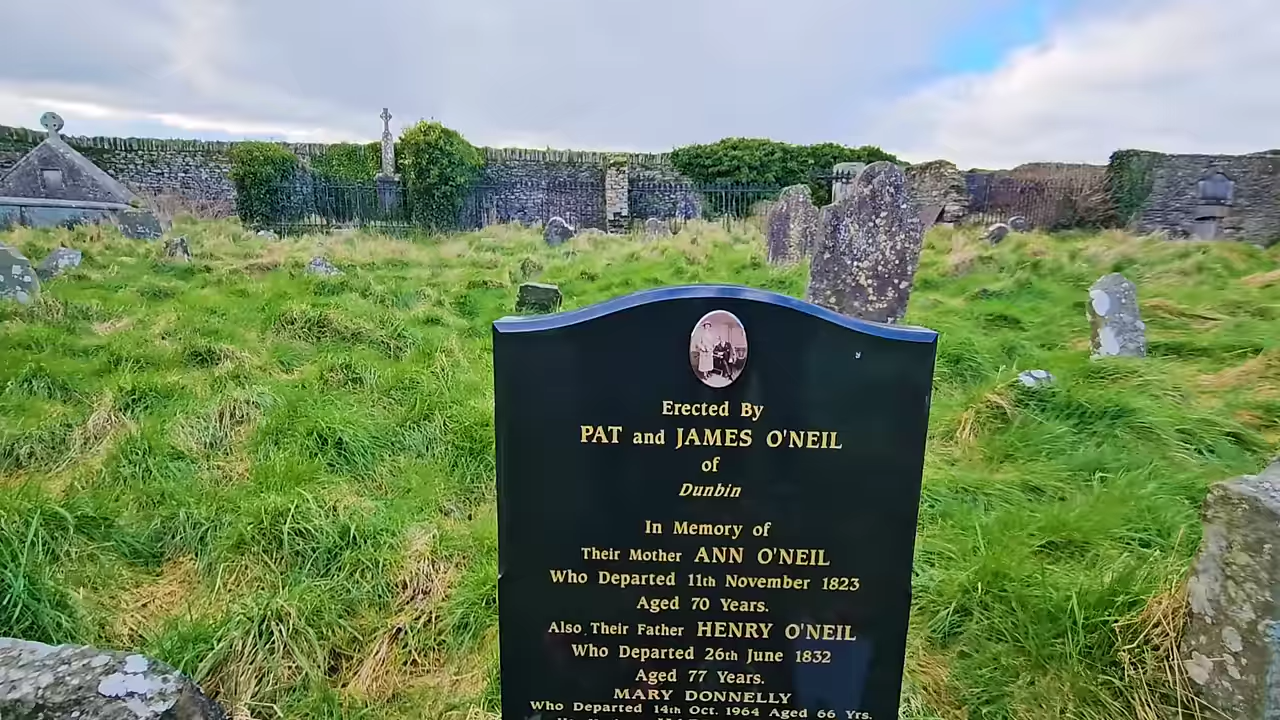 Erected By
PAT and JAMES O'NEIL
of
Dunbin
In Memory of
Their Mother ANN O'NEIL
Who Departed 11th November 1823
Aged 70 Years.
Also Their Father HENRY O'NEIL
Who Departed 26th June 1832
Aged 77 Years.
MARY DONNELLY
Who Departed 14th Oct. 1964 Aged 66 Yrs.